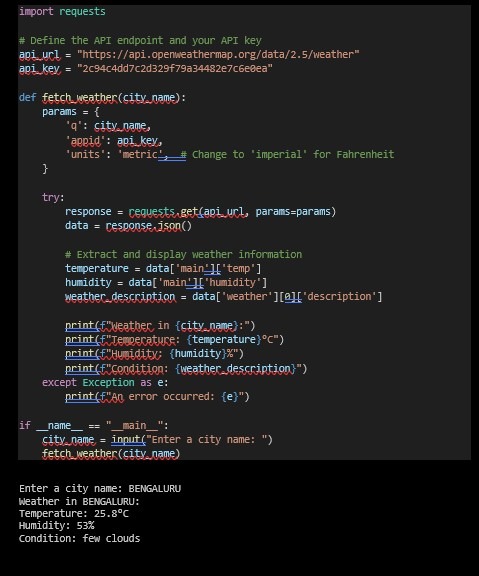 import requests
# Define the API endpoint and your API key
api_url = "https://api.openweathermap.org/data/2.5/weather"
api_key = "2c94c4dd7c2d329f79a34482e7c6e0ea"
def fetch_weather(city_name):
    params = {
        'q': city_name,
        'appid': api_key,
        'units': 'metric',  # Change to 'imperial' for Fahrenheit
    }
    try:
        response = requests.get(api_url, params=params)
        data = response.json()
        # Extract and display weather information
        temperature = data['main']['temp']
        humidity = data['main']['humidity']
        weather_description = data['weather'][0]['description']
        print(f"Weather in {city_name}:")
        print(f"Temperature: {temperature}°C")
        print(f"Humidity: {humidity}%")
        print(f"Condition: {weather_description}")
    except Exception as e:
        print(f"An error occurred: {e}")
if __name__ == "__main__":
    city_name = input("Enter a city name: ")
    fetch_weather(city_name)
Enter a city name: BENGALURU
Weather in BENGALURU:
Temperature: 25.8°C
Humidity: 53%
Condition: few clouds